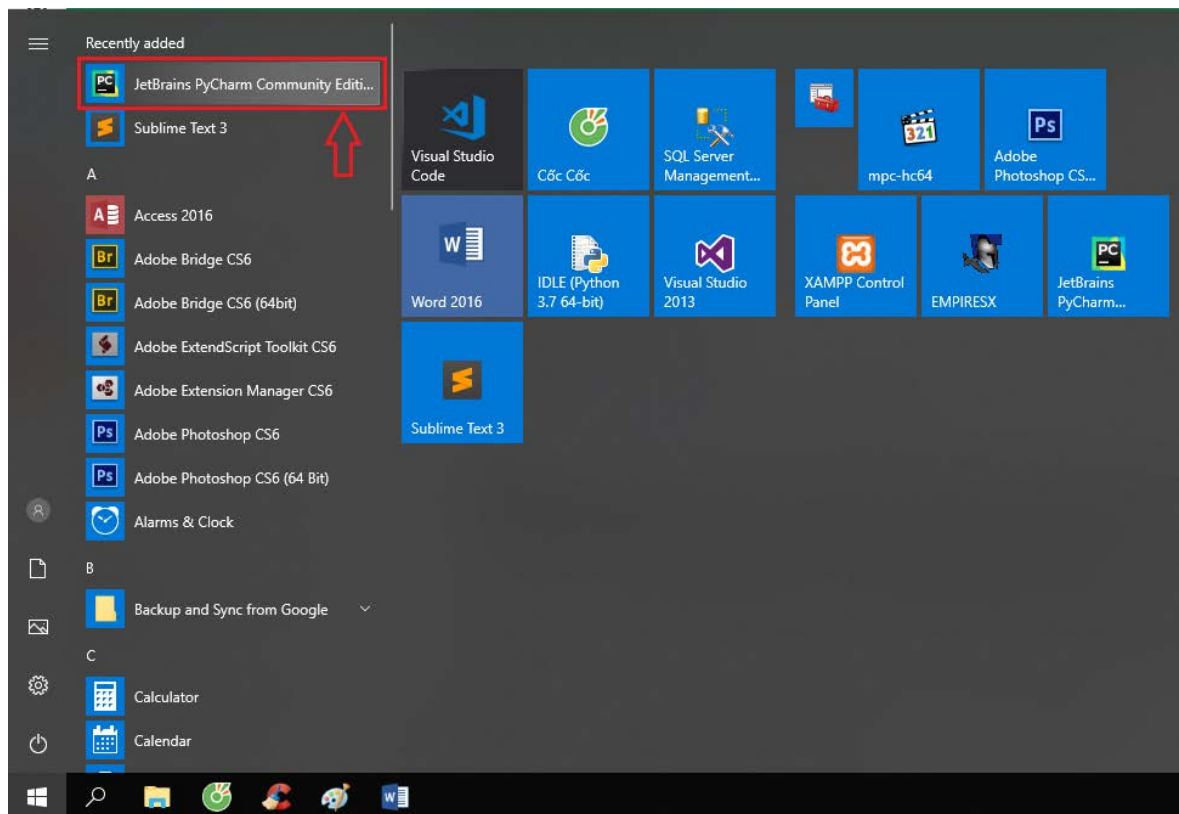 Recently added
JetBrains PyCharm Community Editi...
Sublime Text 3
A
Access 2016
Adobe Bridge CS6
Adobe Bridge CS6 (64bit)
Adobe ExtendScript Toolkit CS6
Adobe Extension Manager CS6
Adobe Photoshop CS6
Adobe Photoshop CS6 (64 Bit)
Alarms & Clock
B
Backup and Sync from Google
C
Calculator
Calendar
Visual Studio
Code
Cốc Cốc
SQL Server
Management...
mpc-hc64
Adobe
Photoshop CS...
Word 2016
IDLE (Python
3.7 64-bit)
Visual Studio
2013
XAMPP Control
Panel
EMPIRESX
JetBrains
PyCharm...
Sublime Text 3